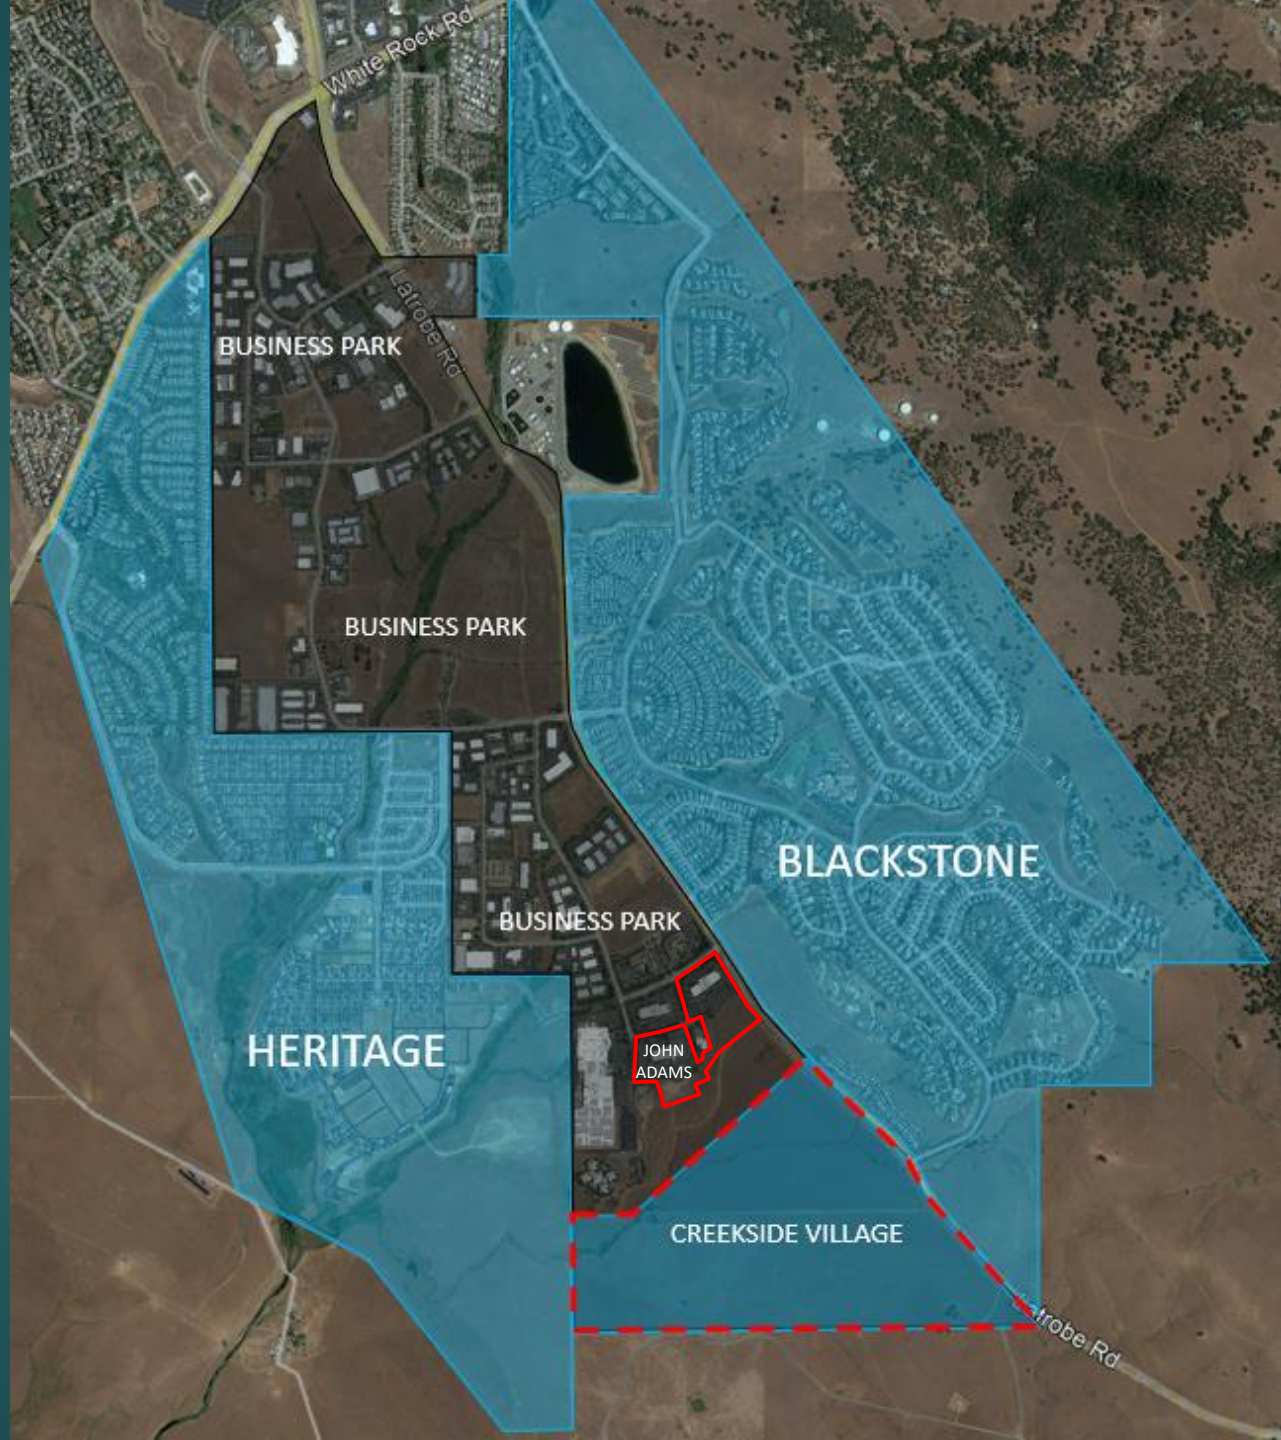 White Rock Rd
Latrobe Rd
BUSINESS PARK
BUSINESS PARK
BLACKSTONE
BUSINESS PARK
HERITAGE
JOHN
ADAMS
CREEKSIDE VILLAGE
Latrobe Rd